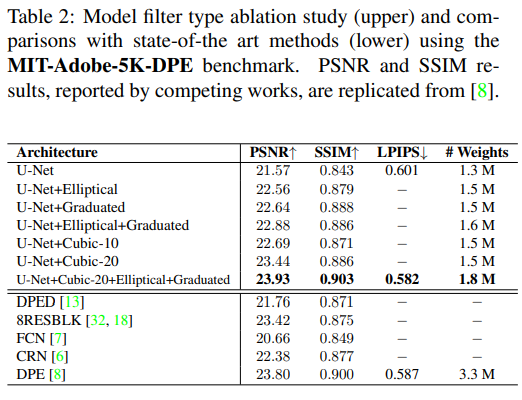 Table 2: Model filter type ablation study (upper) and com-
parisons with state-of-the art methods (lower) using the
MIT-Adobe-5K-DPE benchmark. PSNR and SSIM re-
sults, reported by competing works, are replicated from [8].
Architecture PSNR↑ SSIM↑ LPIPS↓ # Weights
U-Net 21.57 0.843 0.601 1.3 M
U-Net+Elliptical 22.56 0.879 – 1.5 M
U-Net+Graduated 22.64 0.888 – 1.5 M
U-Net+Elliptical+Graduated 22.88 0.886 – 1.6 M
U-Net+Cubic-10 22.69 0.871 – 1.5 M
U-Net+Cubic-20 23.44 0.886 – 1.5 M
U-Net+Cubic-20+Elliptical+Graduated 23.93 0.903 0.582 1.8 M
DPED [13] 21.76 0.871 – –
8RESBLK [32, 18] 23.42 0.875 – –
FCN [7] 20.66 0.849 – –
CRN [6] 22.38 0.877 – –
DPE [8] 23.80 0.900 0.587 3.3 M